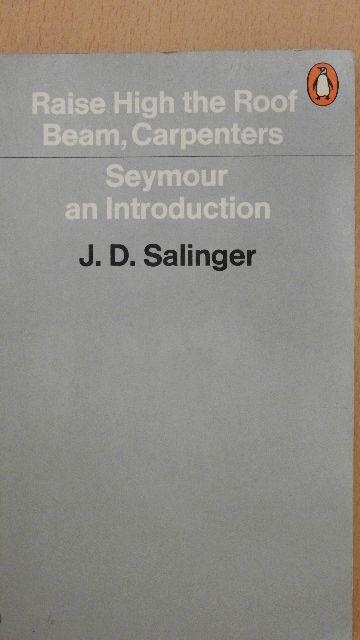 Raise High the Roof
Beam, Carpenters
Seymour
an Introduction
J. D. Salinger